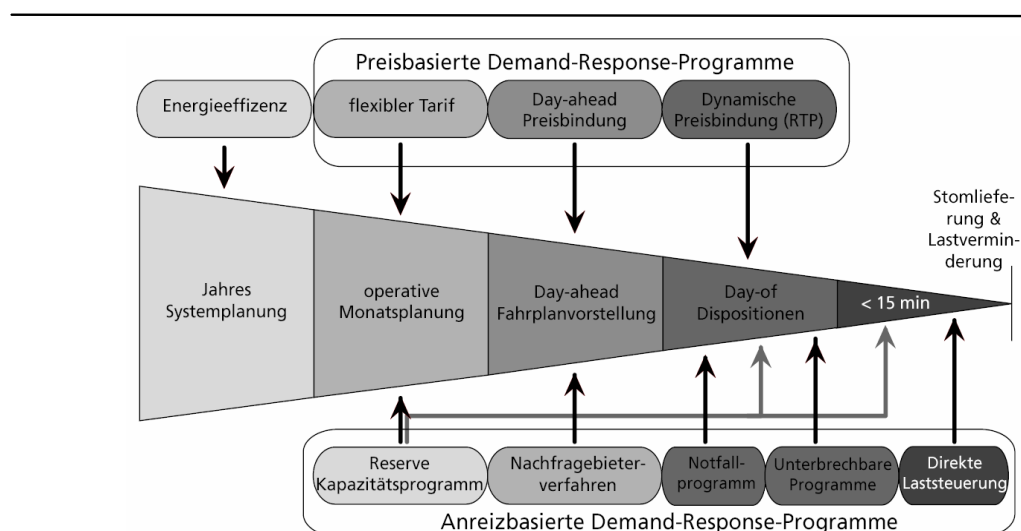 Preisbasierte Demand-Response-Programme
Energieeffizenz
flexibler Tarif
Day-ahead
Preisbindung
Dynamische
Preisbindung (RTP)
Stomliefe-
rung &
Lastvermin-
derung
Jahres
Systemplanung
operative
Monatsplanung
Day-ahead
Fahrplanvorstellung
Day-of
Dispositionen
< 15 min
Reserve
Kapazitätsprogramm
Nachfragebieter-
verfahren
Notfall-
programm
Unterbrechbare
Programme
Direkte
Laststeuerung
Anreizbasierte Demand-Response-Programme